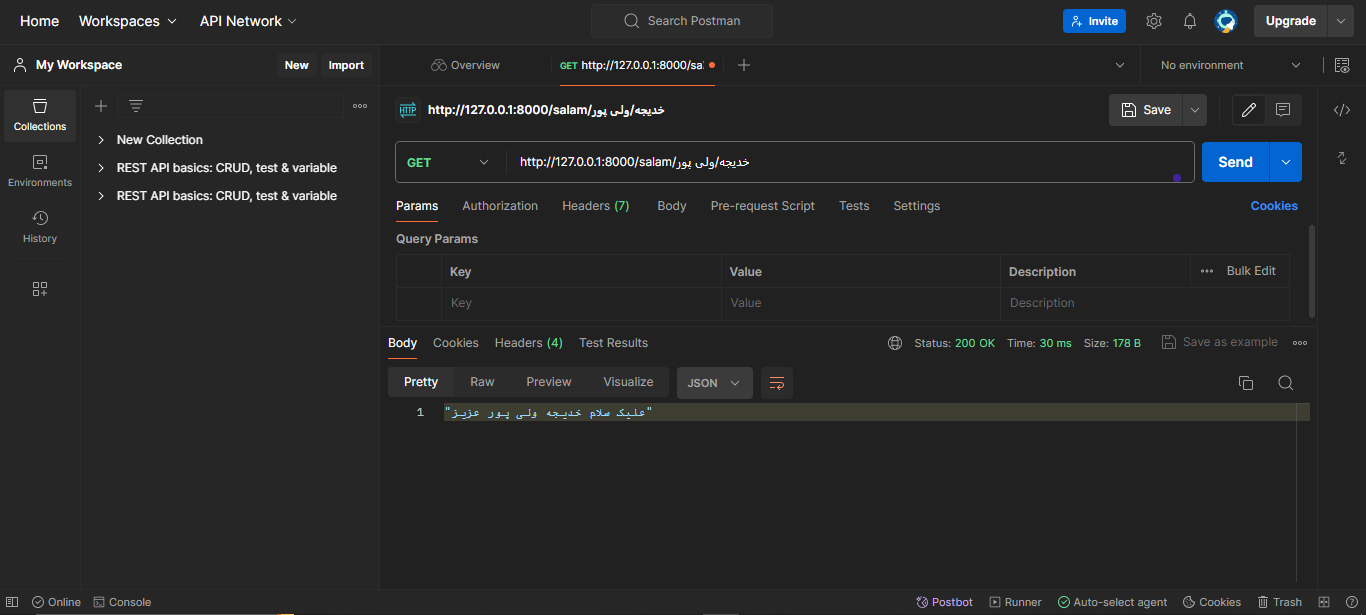 Home Workspaces API Network Search Postman Invite Upgrade
My Workspace New Import Overview GET http://127.0.0.1:8000/sa No environment
Collections
Environments
History
New Collection
REST API basics: CRUD, test & variable
REST API basics: CRUD, test & variable
HTTP http://127.0.0.1:8000/salam/خدیجه/ولی پور Save
GET http://127.0.0.1:8000/salam/خدیجه/ولی پور Send
Params Authorization Headers (7) Body Pre-request Script Tests Settings Cookies
Query Params
Key Value Description Bulk Edit
Key Value Description
Body Cookies Headers (4) Test Results Status: 200 OK Time: 30 ms Size: 178 B Save as example
Pretty Raw Preview Visualize JSON
1 "علیک سلام خدیجه ولی پور عزیز"
Online Console Postbot Runner Auto-select agent Cookies Trash